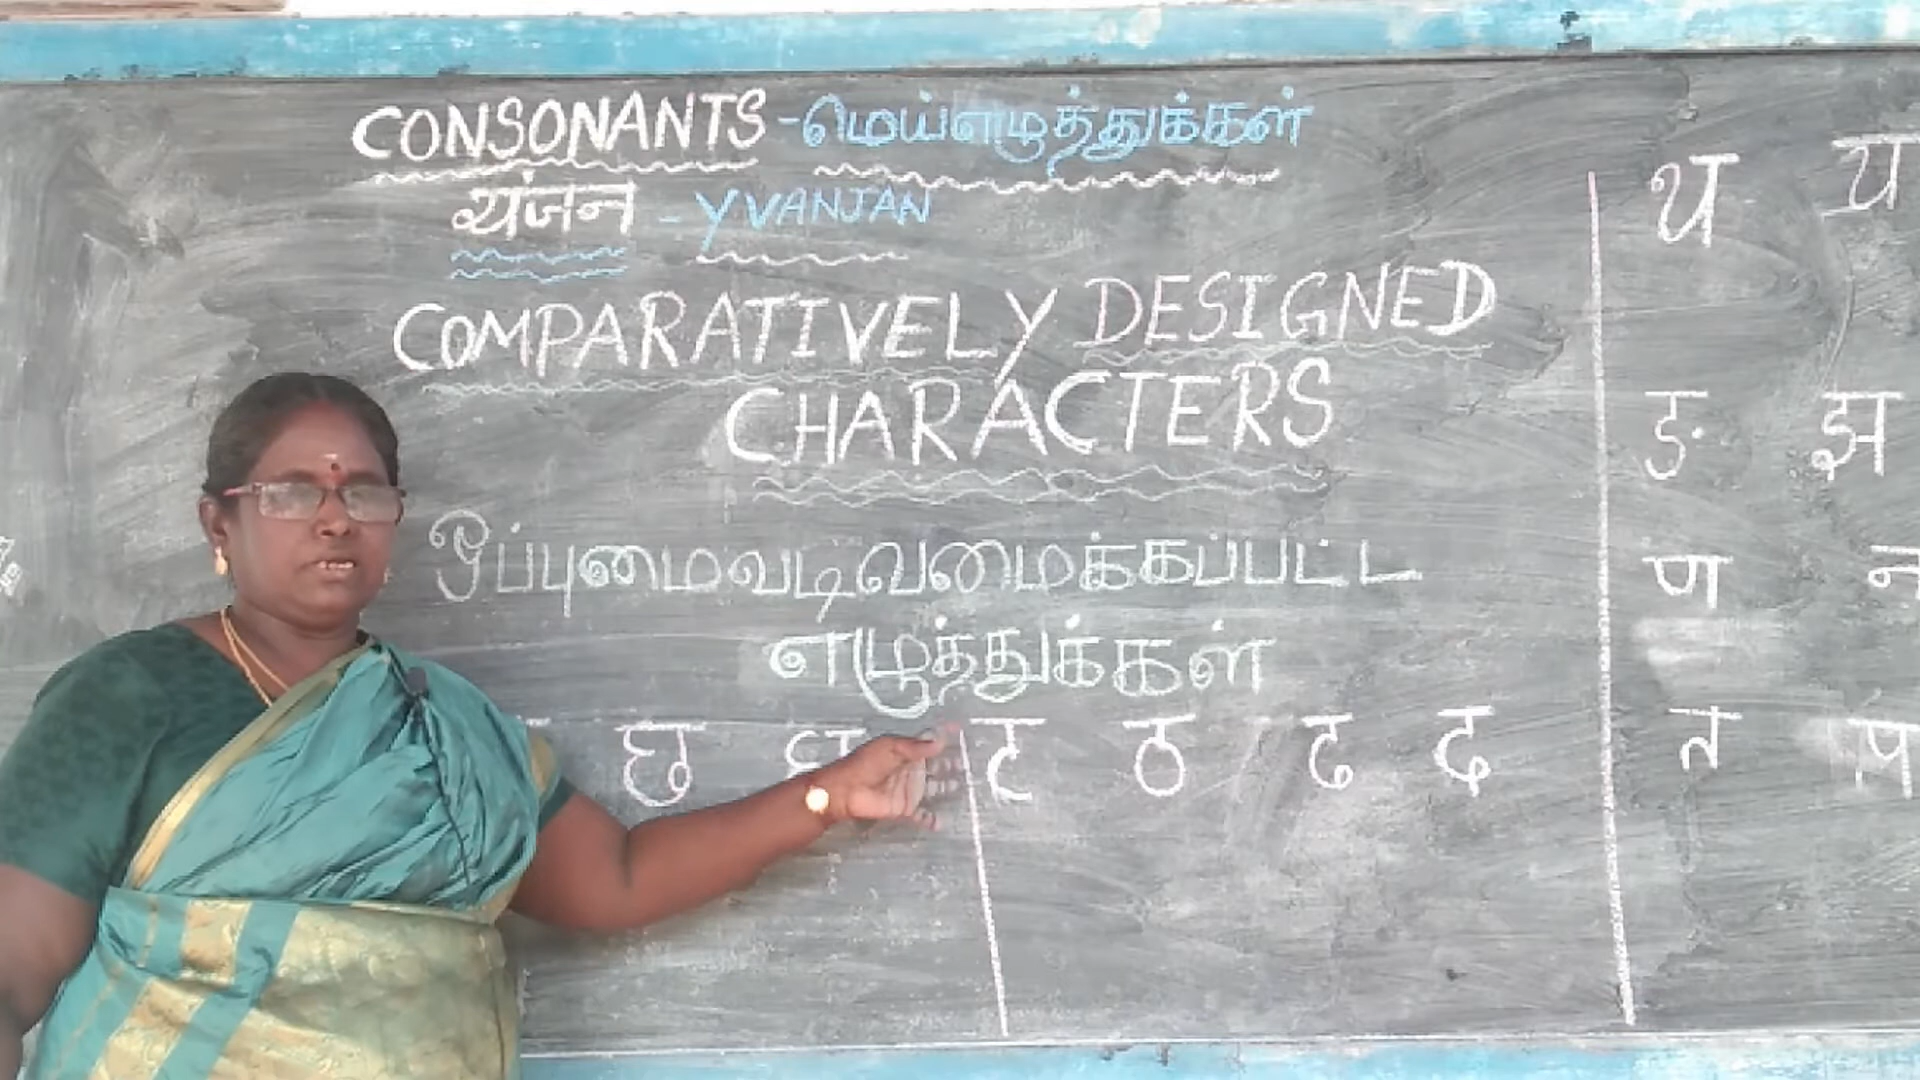 CONSONANTS - மெய்எழுத்துக்கள்
यंजन - YVANJAN
COMPARATIVELY DESIGNED
CHARACTERS
ஒப்புமைவடிவமைக்கப்பட்ட
எழுத்துக்கள்
छ घ ट ठ ढ द
थ य
ङ झ
ण न
त प